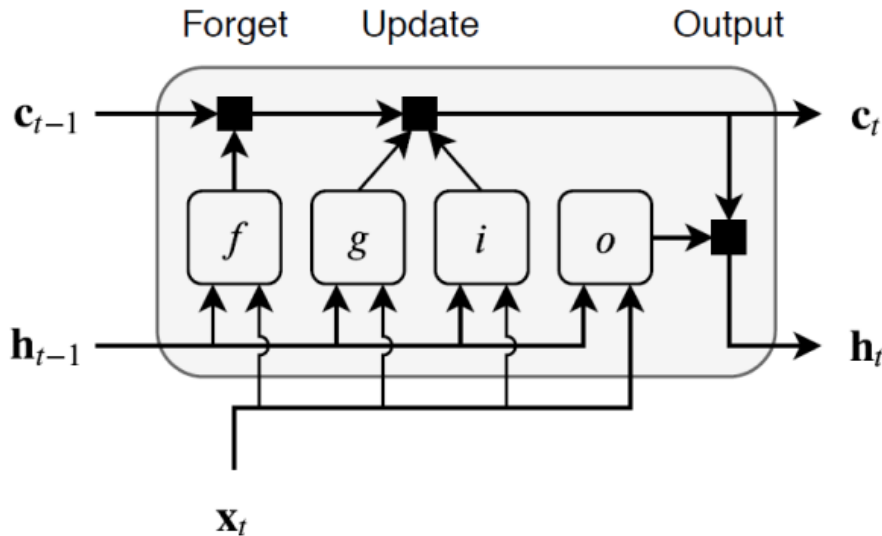 Forget Update Output
c_{t−1} c_t
f g i o
h_{t−1} h_t
x_t